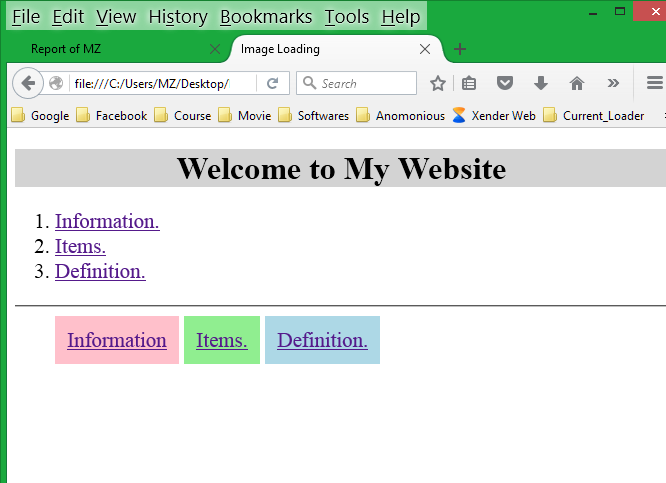 File Edit View History Bookmarks Tools Help
Report of MZ Image Loading
file:///C:/Users/MZ/Desktop/ Search
Google Facebook Course Movie Softwares Anomonious Xender Web Current_Loader
Welcome to My Website
1. Information.
2. Items.
3. Definition.
Information Items. Definition.